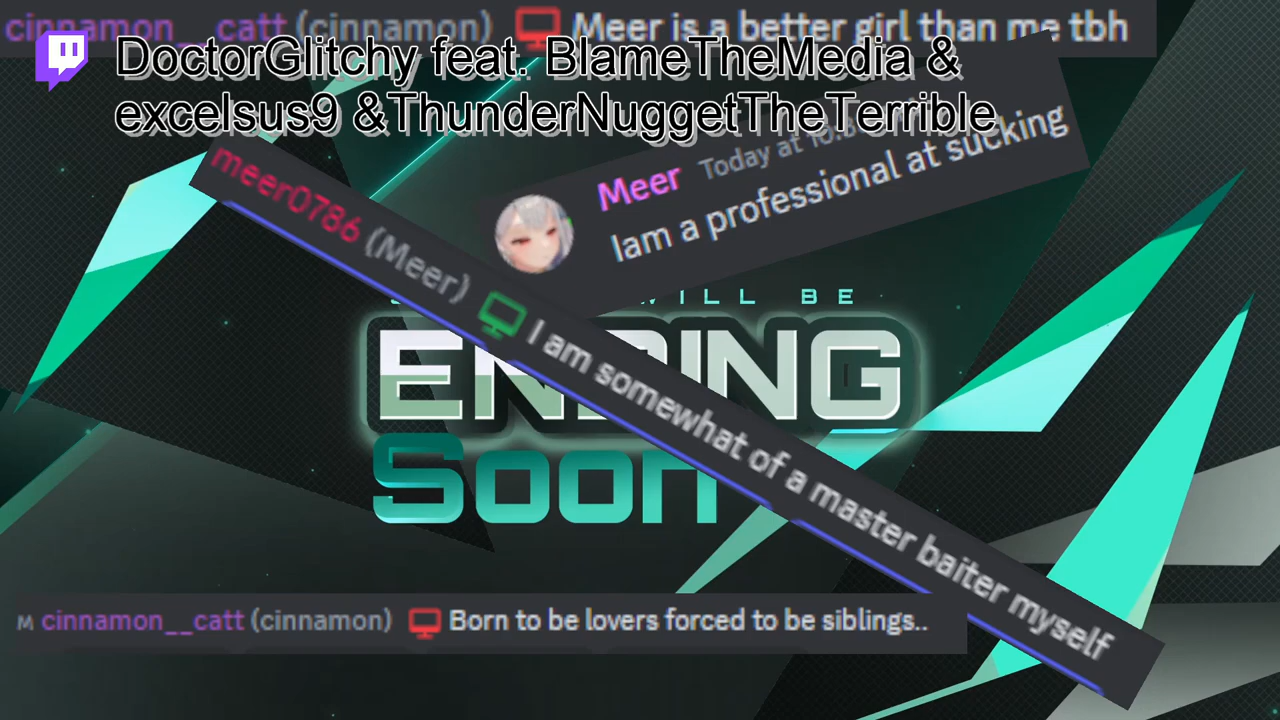 cinnamon__catt (cinnamon) Meer is a better girl than me tbh
DoctorGlitchy feat. BlameTheMedia &
excelsus9 &ThunderNuggetTheTerrible
Meer Today at
Iam a professional at sucking
meer0786 (Meer) I am somewhat of a master baiter myself
WILL BE
ENDING
Soon
M cinnamon__catt (cinnamon) Born to be lovers forced to be siblings..